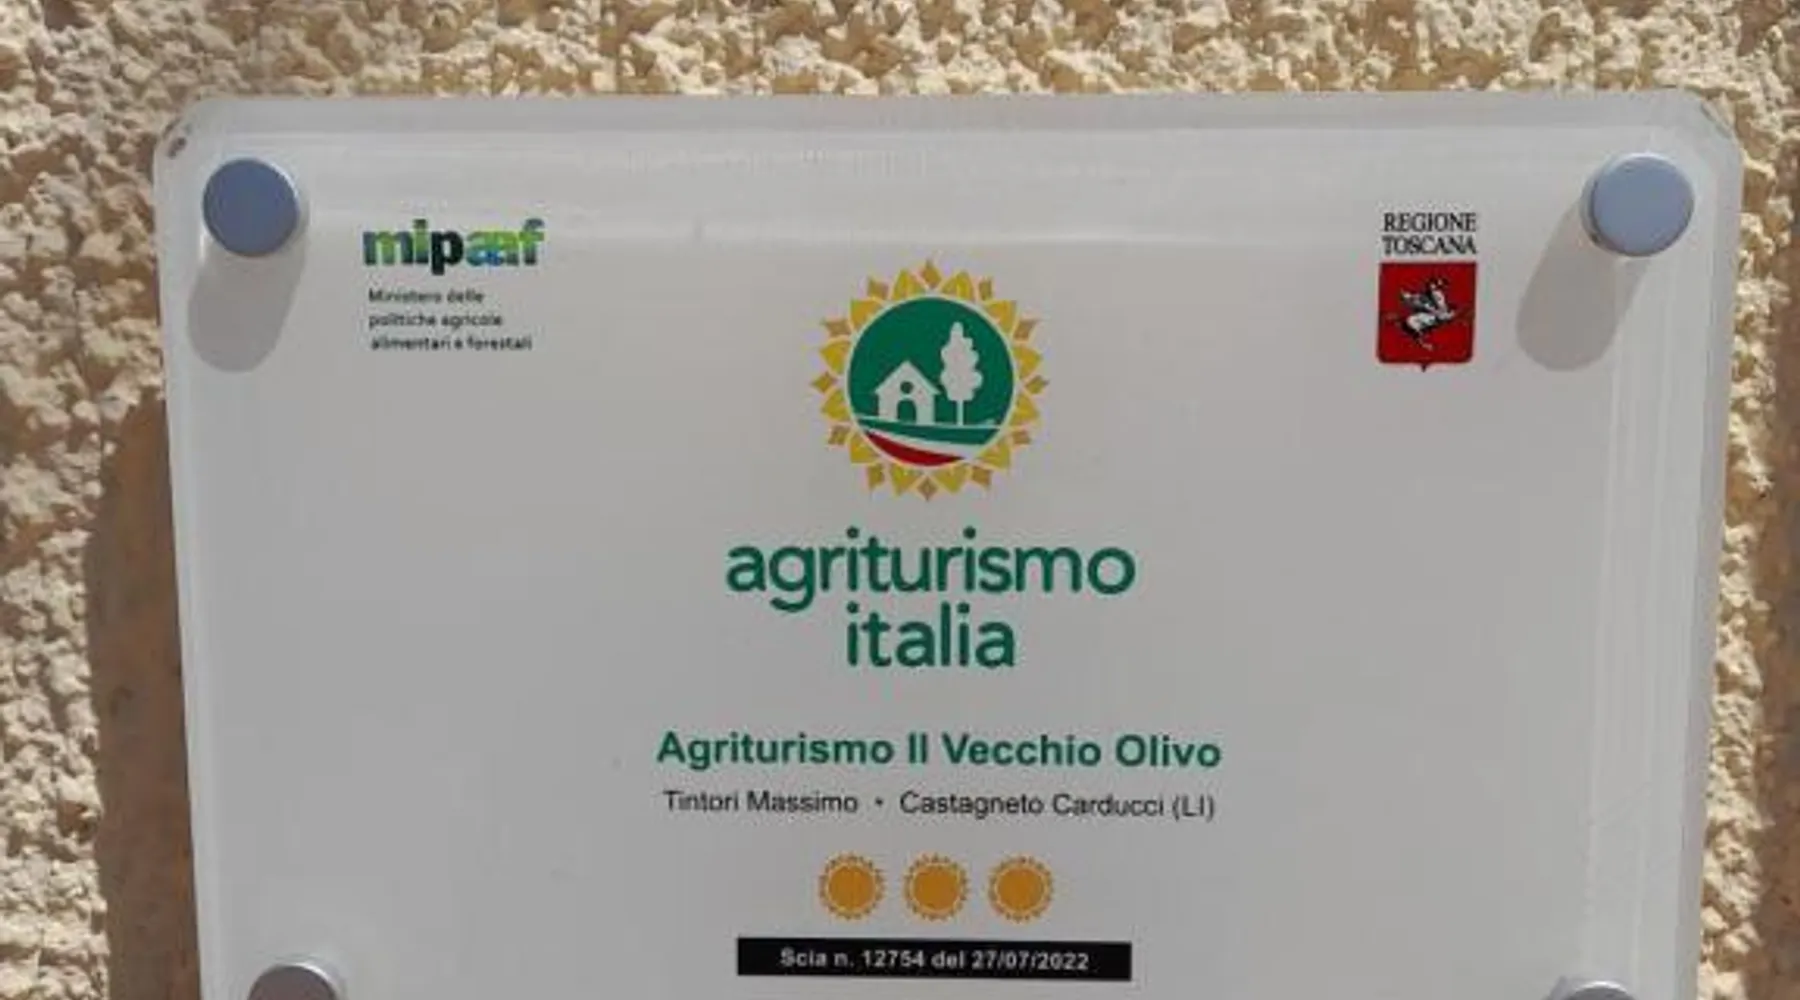 mipaaf
Ministero delle
politiche agricole
alimentari e forestali
REGIONE
TOSCANA
agriturismo
italia
Agriturismo Il Vecchio Olivo
Tintori Massimo • Castagneto Carducci (LI)
Scia n. 12754 del 27/07/2022